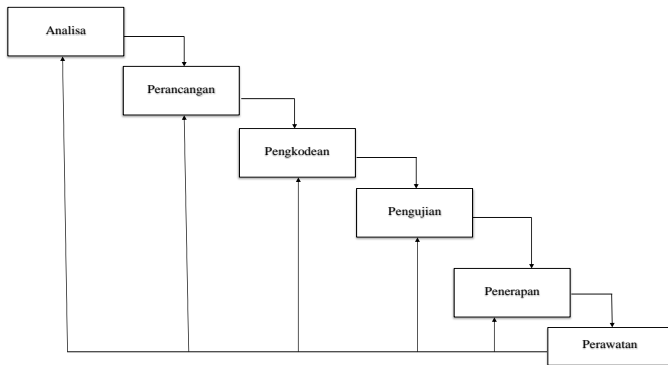 Analisa
Perancangan
Pengkodean
Pengujian
Penerapan
Perawatan